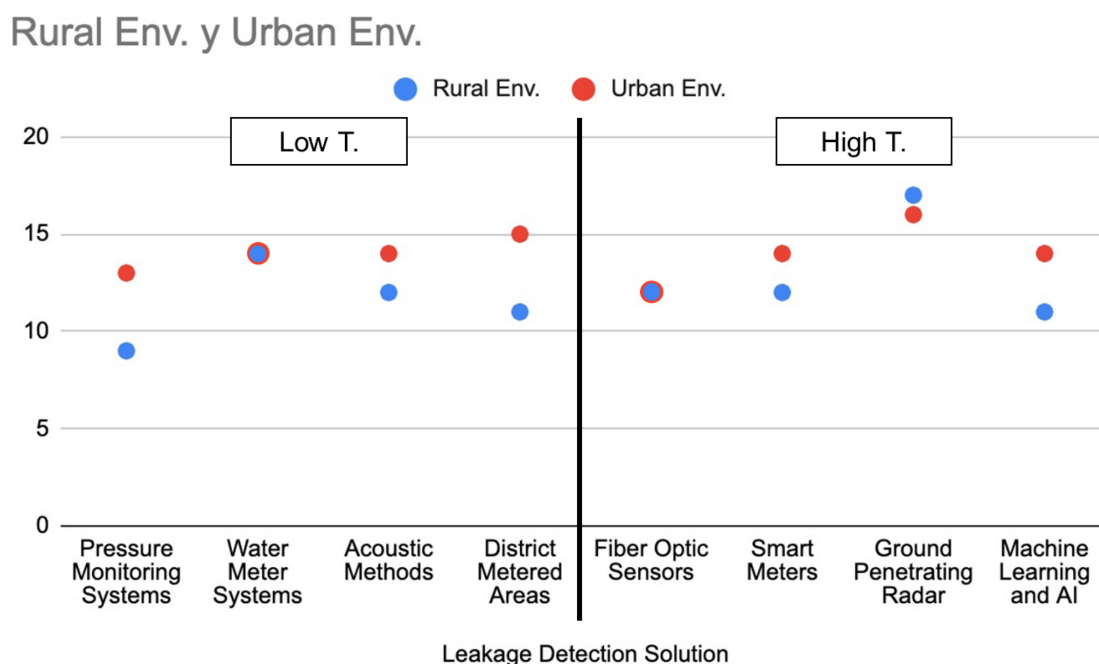 Rural Env. y Urban Env.
Rural Env.
Urban Env.
Low T.
High T.
20
15
10
5
0
Pressure
Monitoring
Systems
Water
Meter
Systems
Acoustic
Methods
District
Metered
Areas
Fiber Optic
Sensors
Smart
Meters
Ground
Penetrating
Radar
Machine
Learning
and AI
Leakage Detection Solution